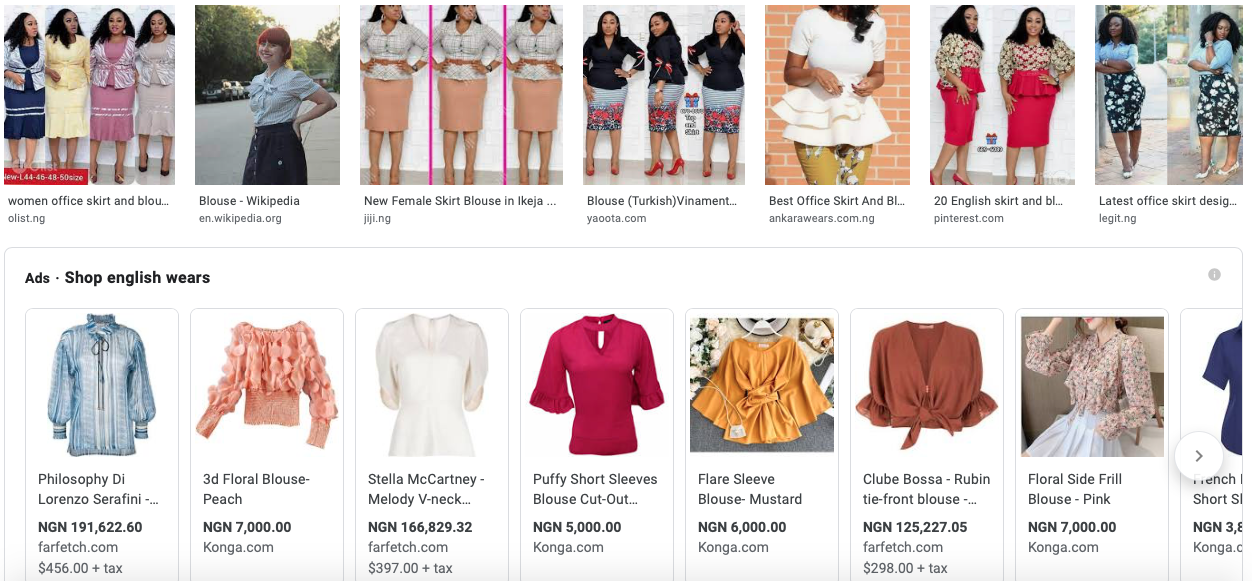 New-L44-46-48-50size
Top
and
Skirt
women office skirt and blou...
olist.ng
Blouse - Wikipedia
en.wikipedia.org
New Female Skirt Blouse in Ikeja ...
jiji.ng
Blouse (Turkish)Vinament...
yaoota.com
Best Office Skirt And Bl...
ankarawears.com.ng
20 English skirt and bl...
pinterest.com
Latest office skirt desig...
legit.ng
Ads · Shop english wears
Philosophy Di
Lorenzo Serafini -...
NGN 191,622.60
farfetch.com
$456.00 + tax
3d Floral Blouse-
Peach
NGN 7,000.00
Konga.com
Stella McCartney -
Melody V-neck...
NGN 166,829.32
farfetch.com
$397.00 + tax
Puffy Short Sleeves
Blouse Cut-Out...
NGN 5,000.00
Konga.com
Flare Sleeve
Blouse- Mustard
NGN 6,000.00
Konga.com
Clube Bossa - Rubin
tie-front blouse -...
NGN 125,227.05
farfetch.com
$298.00 + tax
Floral Side Frill
Blouse - Pink
NGN 7,000.00
Konga.com
Short
NGN 3,8
Konga.c